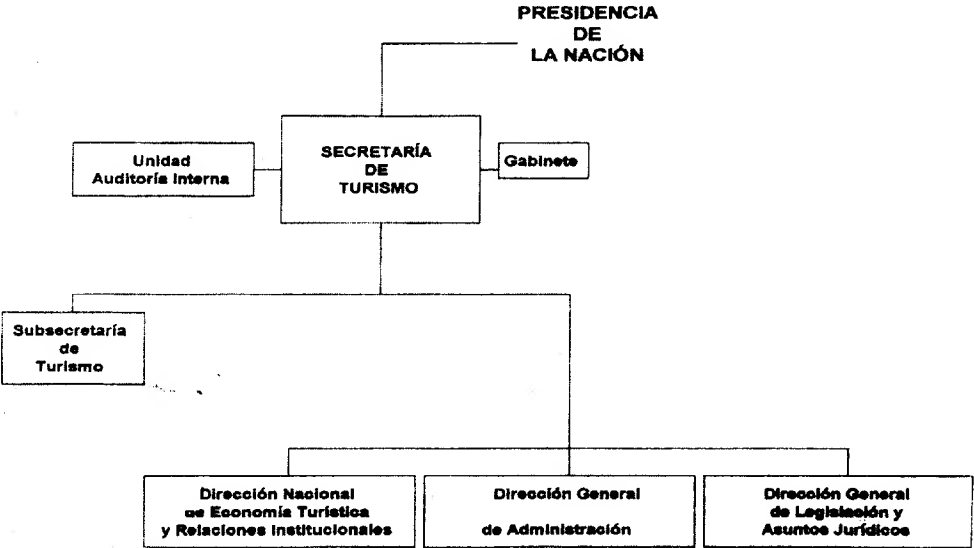 PRESIDENCIA
DE
LA NACIÓN
SECRETARÍA
DE
TURISMO
Unidad
Auditoría Interna
Gabinete
Subsecretaría
de
Turismo
Dirección Nacional
de Economía Turística
y Relaciones Institucionales
Dirección General
de Administración
Dirección General
de Legislación y
Asuntos Jurídicos